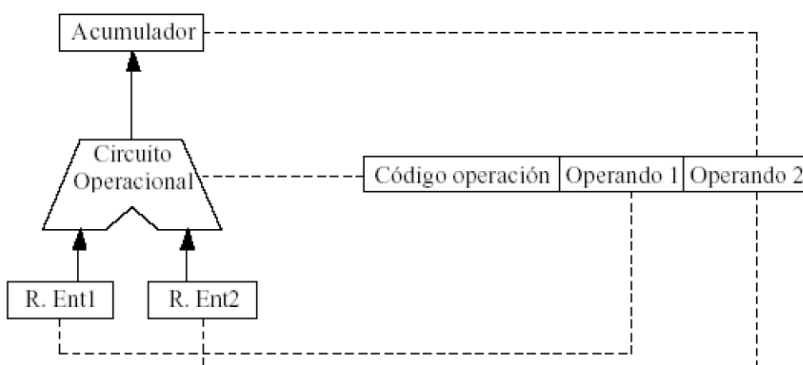 Acumulador
Circuito
Operacional
Código operación
Operando 1
Operando 2
R. Ent1
R. Ent2